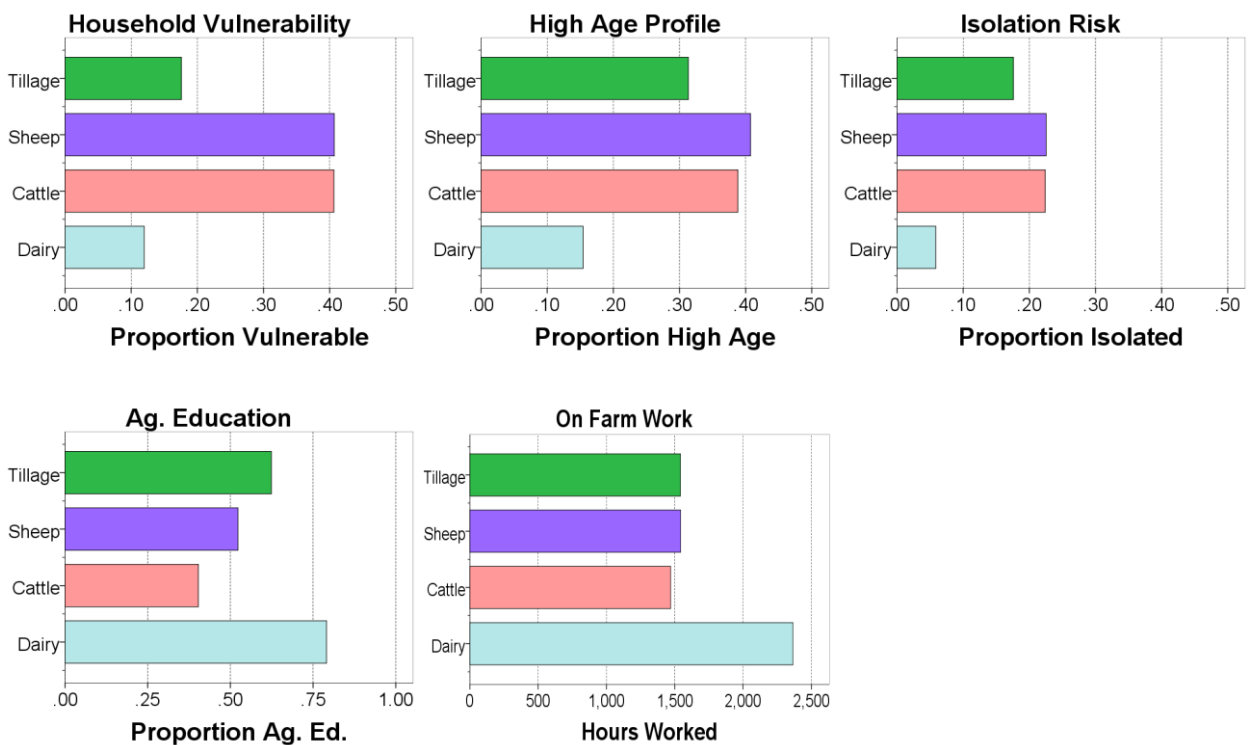 Household Vulnerability
Tillage
Sheep
Cattle
Dairy
.00 .10 .20 .30 .40 .50
Proportion Vulnerable
High Age Profile
Tillage
Sheep
Cattle
Dairy
.00 .10 .20 .30 .40 .50
Proportion High Age
Isolation Risk
Tillage
Sheep
Cattle
Dairy
.00 .10 .20 .30 .40 .50
Proportion Isolated
Ag. Education
Tillage
Sheep
Cattle
Dairy
.00 .25 .50 .75 1.00
Proportion Ag. Ed.
On Farm Work
Tillage
Sheep
Cattle
Dairy
0 500 1,000 1,500 2,000 2,500
Hours Worked